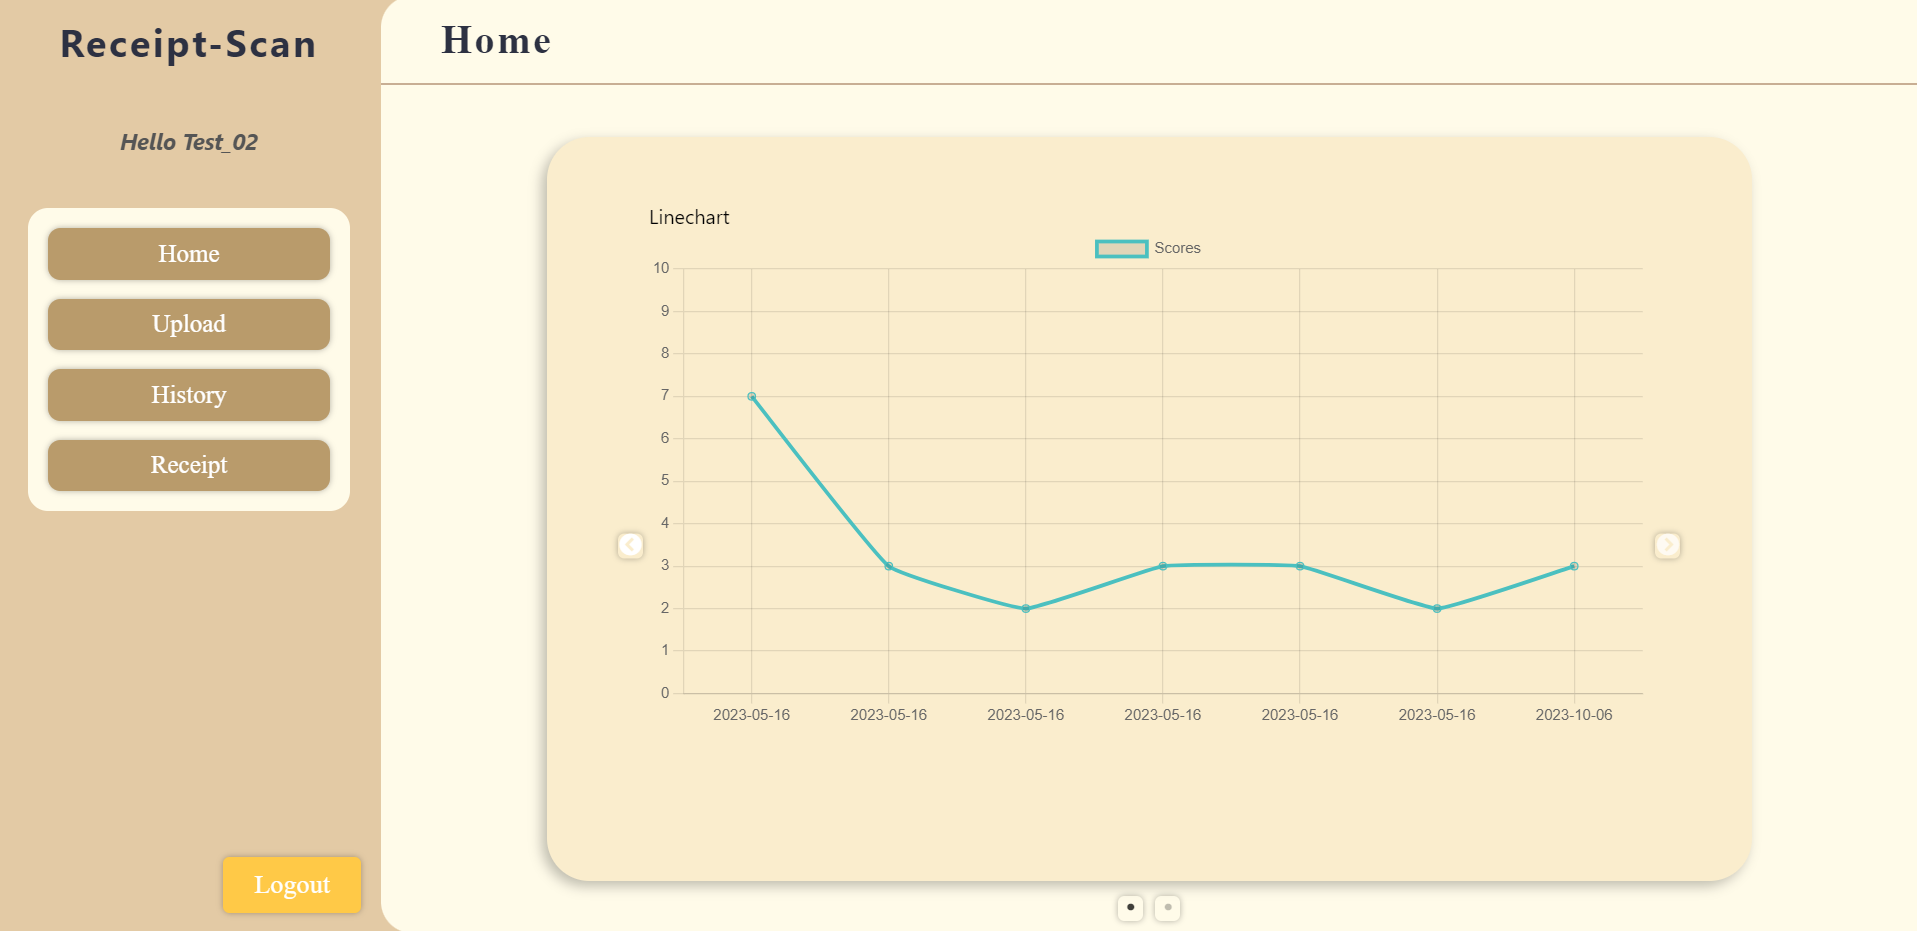 Receipt-Scan
Hello Test_02
Home
Upload
History
Receipt
Logout
Home
Linechart
Scores
10
9
8
7
6
5
4
3
2
1
0
2023-05-16 2023-05-16 2023-05-16 2023-05-16 2023-05-16 2023-05-16 2023-10-06